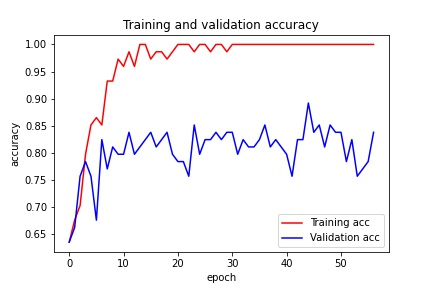 Training and validation accuracy
1.00
0.95
0.90
0.85
0.80
0.75
0.70
0.65
accuracy
Training acc
Validation acc
0 10 20 30 40 50
epoch